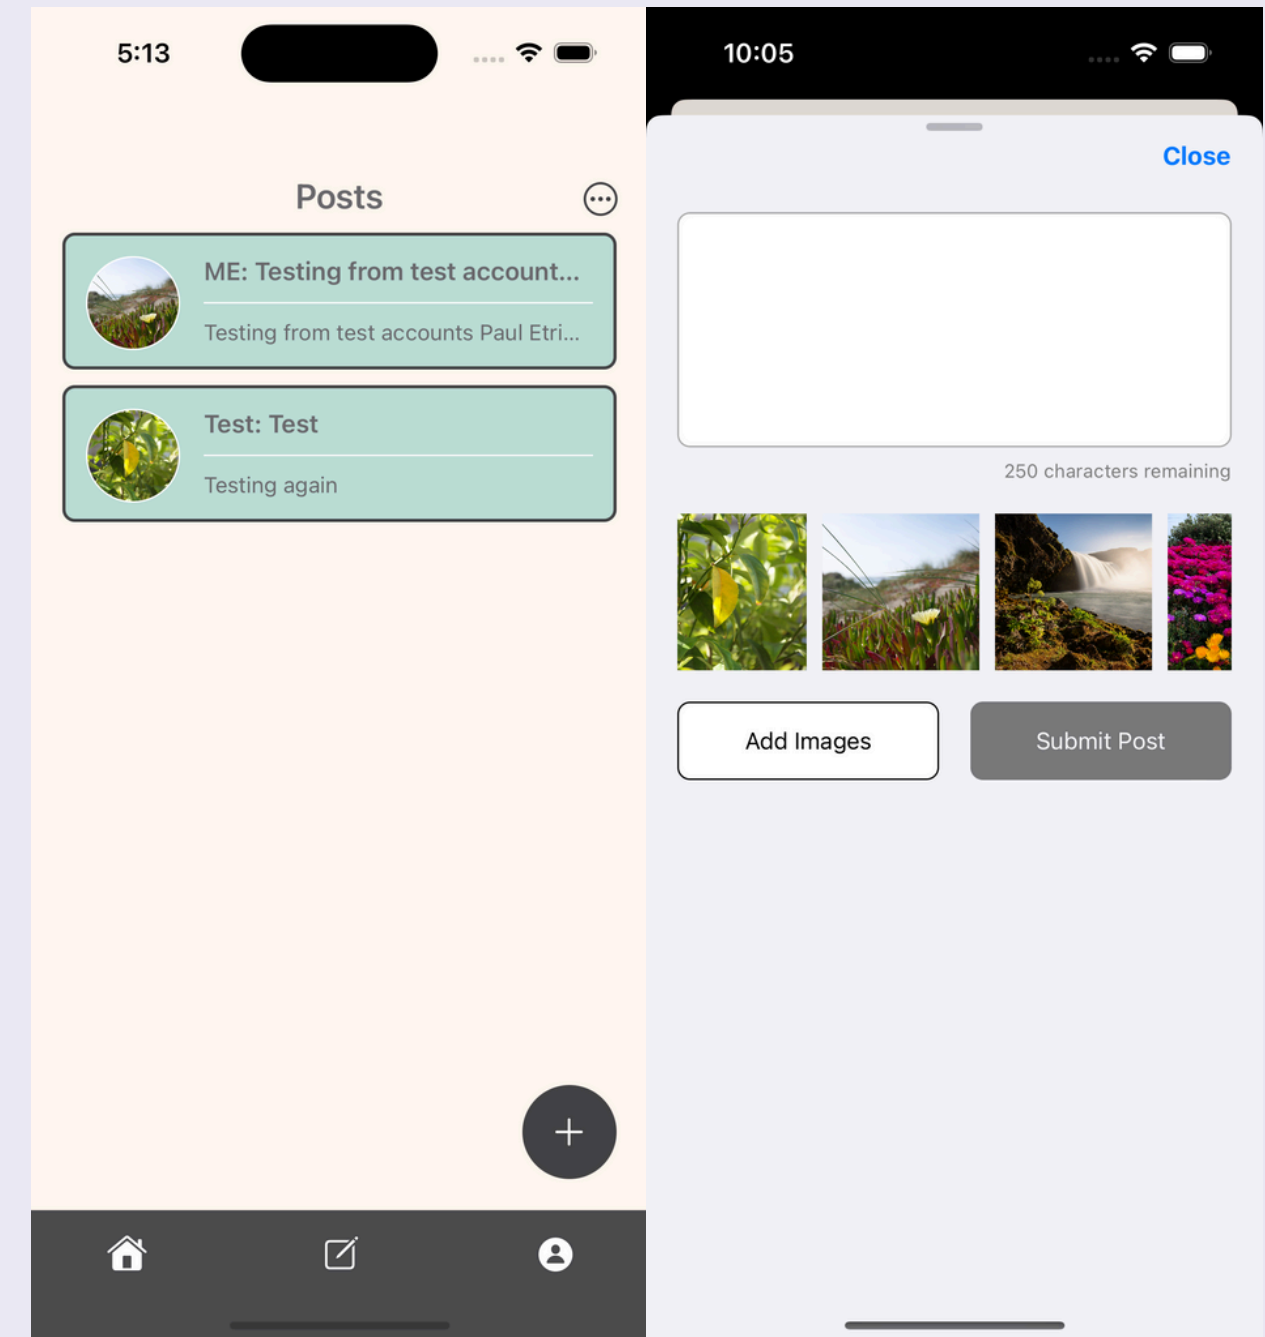 5:13
Posts
ME: Testing from test account...
Testing from test accounts Paul Etri...
Test: Test
Testing again
10:05
Close
250 characters remaining
Add Images
Submit Post